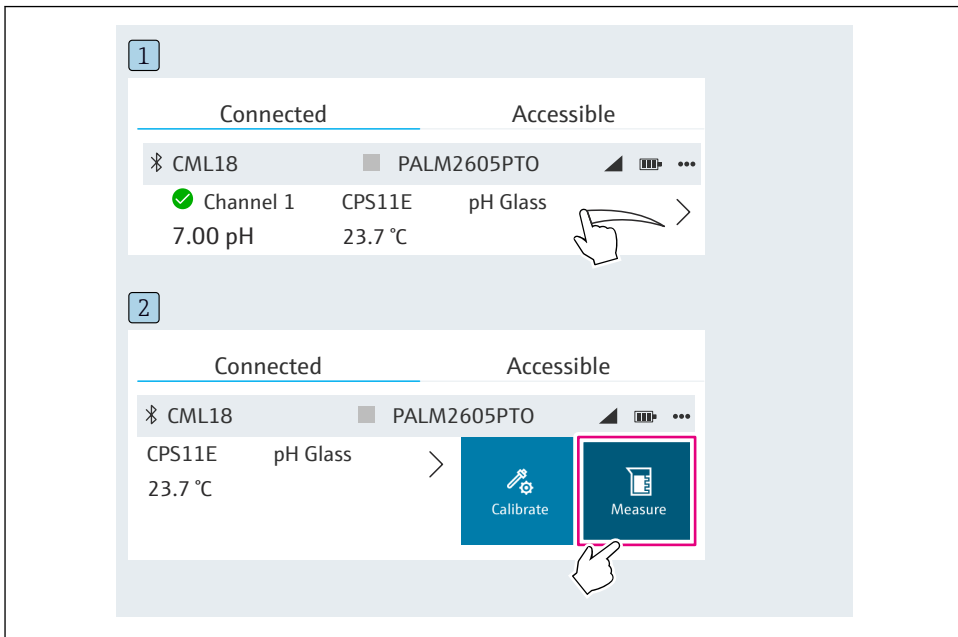 1
Connected Accessible
CML18 PALM2605PTO •••
Channel 1 CPS11E pH Glass
7.00 pH 23.7 °C
2
Connected Accessible
CML18 PALM2605PTO •••
CPS11E pH Glass
23.7 °C
Calibrate Measure